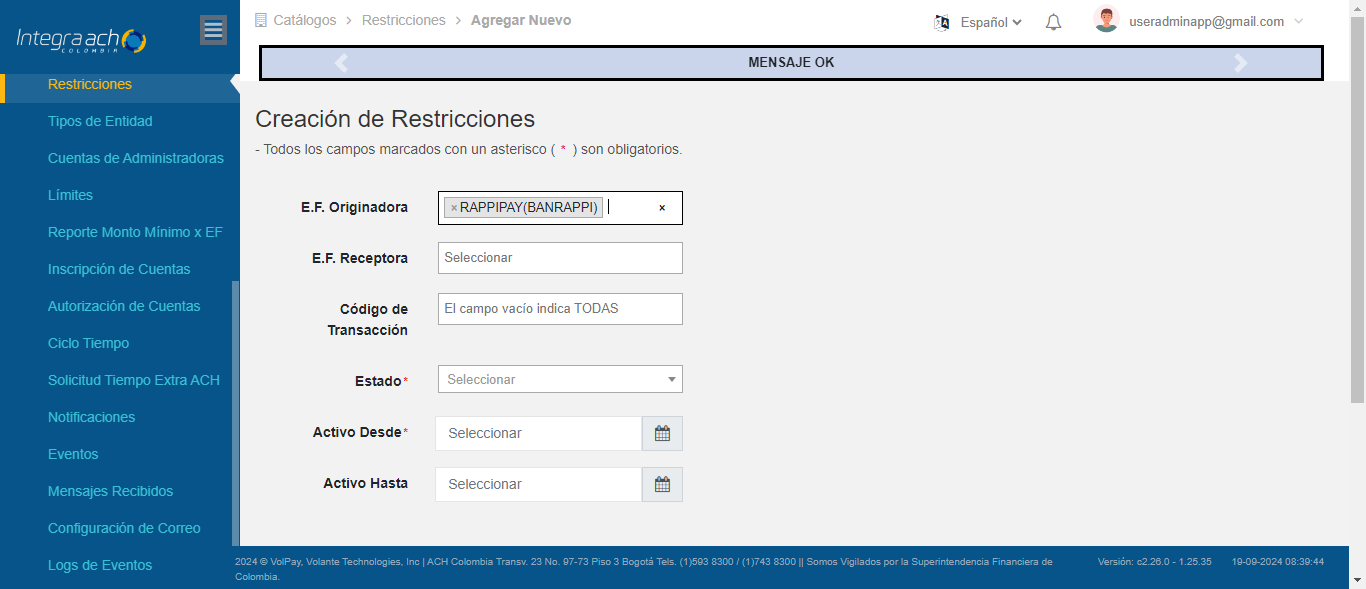 Integra ach
COLOMBIA
Catálogos > Restricciones > Agregar Nuevo
Español
useradminapp@gmail.com
MENSAJE OK
Restricciones
Tipos de Entidad
Cuentas de Administradoras
Límites
Reporte Monto Mínimo x EF
Inscripción de Cuentas
Autorización de Cuentas
Ciclo Tiempo
Solicitud Tiempo Extra ACH
Notificaciones
Eventos
Mensajes Recibidos
Configuración de Correo
Logs de Eventos
Creación de Restricciones
- Todos los campos marcados con un asterisco ( * ) son obligatorios.
E.F. Originadora
× RAPPIPAY(BANRAPPI) ×
E.F. Receptora
Seleccionar
Código de
Transacción
El campo vacío indica TODAS
Estado*
Seleccionar
Activo Desde*
Seleccionar
Activo Hasta
Seleccionar
2024 © VolPay, Volante Technologies, Inc | ACH Colombia Transv. 23 No. 97-73 Piso 3 Bogotá Tels. (1)593 8300 / (1)743 8300 || Somos Vigilados por la Superintendencia Financiera de
Colombia.
Versión: c2.26.0 - 1.25.35
19-09-2024 08:39:44